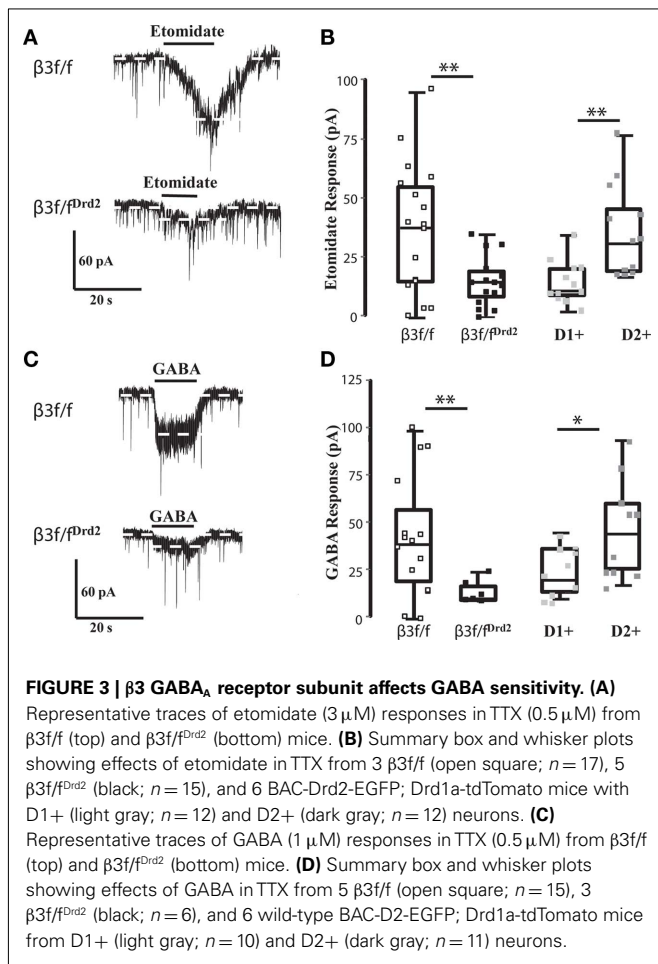 A
Etomidate
β3f/f
Etomidate
β3f/fDrd2
60 pA
20 s
B
**
**
Etomidate Response (pA)
100
75
50
25
0
β3f/f
β3f/fDrd2
D1+
D2+
C
GABA
β3f/f
GABA
β3f/fDrd2
60 pA
20 s
D
**
*
GABA Response (pA)
125
100
75
50
25
0
β3f/f
β3f/fDrd2
D1+
D2+
FIGURE 3 | β3 GABAA receptor subunit affects GABA sensitivity. (A)
Representative traces of etomidate (3 μM) responses in TTX (0.5 μM) from
β3f/f (top) and β3f/fDrd2 (bottom) mice. (B) Summary box and whisker plots
showing effects of etomidate in TTX from 3 β3f/f (open square; n = 17), 5
β3f/fDrd2 (black; n = 15), and 6 BAC-Drd2-EGFP; Drd1a-tdTomato mice with
D1+ (light gray; n = 12) and D2+ (dark gray; n = 12) neurons. (C)
Representative traces of GABA (1 μM) responses in TTX (0.5 μM) from β3f/f
(top) and β3f/fDrd2 (bottom) mice. (D) Summary box and whisker plots
showing effects of GABA in TTX from 5 β3f/f (open square; n = 15), 3
β3f/fDrd2 (black; n = 6), and 6 wild-type BAC-D2-EGFP; Drd1a-tdTomato mice
from D1+ (light gray; n = 10) and D2+ (dark gray; n = 11) neurons.